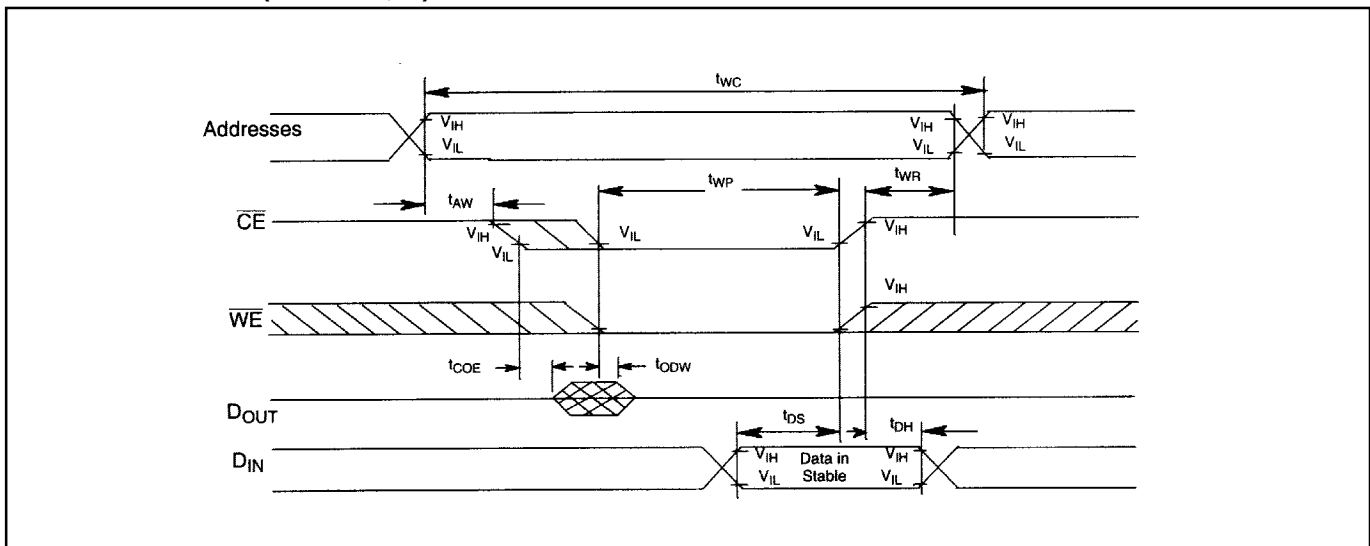 tWC
Addresses
VIH
VIL
VIH
VIL
VIH
VIL
tAW
tWP
tWR
CE
VIH
VIL
VIL
VIL
VIH
WE
VIH
tCOE
tODW
DOUT
tDS
tDH
DIN
VIH
VIL
Data in
Stable
VIH
VIL